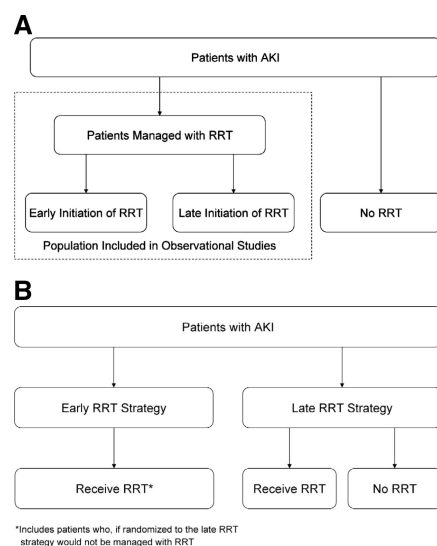 A
Patients with AKI
Patients Managed with RRT
Early Initiation of RRT
Late Initiation of RRT
No RRT
Population Included in Observational Studies
B
Patients with AKI
Early RRT Strategy
Late RRT Strategy
Receive RRT*
Receive RRT
No RRT
*Includes patients who, if randomized to the late RRT
strategy would not be managed with RRT